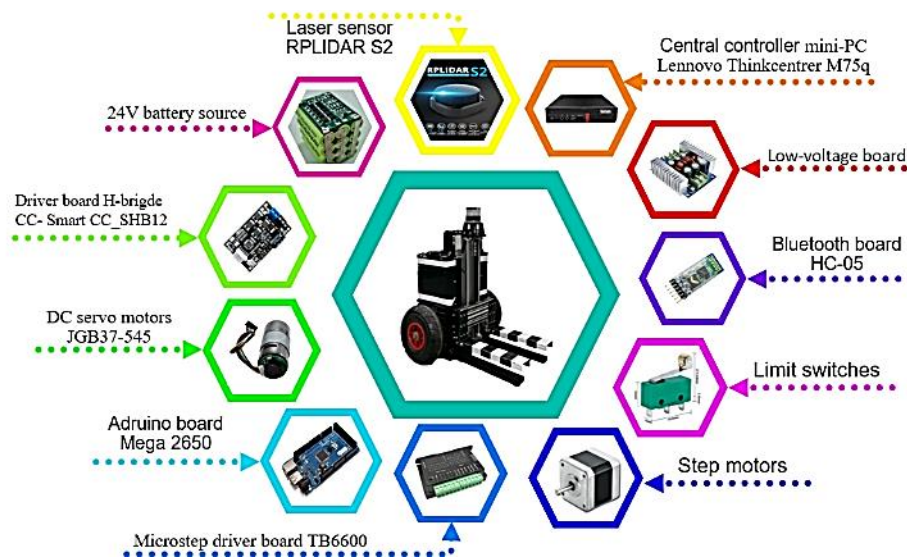 Laser sensor
RPLIDAR S2
RPLIDAR
S2
Central controller mini-PC
Lennovo Thinkcentrer M75q
24V battery source
Low-voltage board
Driver board H-brigde
CC- Smart CC_SHB12
Bluetooth board
HC-05
DC servo motors
JGB37-545
Limit switches
Adruino board
Mega 2650
Step motors
Microstep driver board TB6600